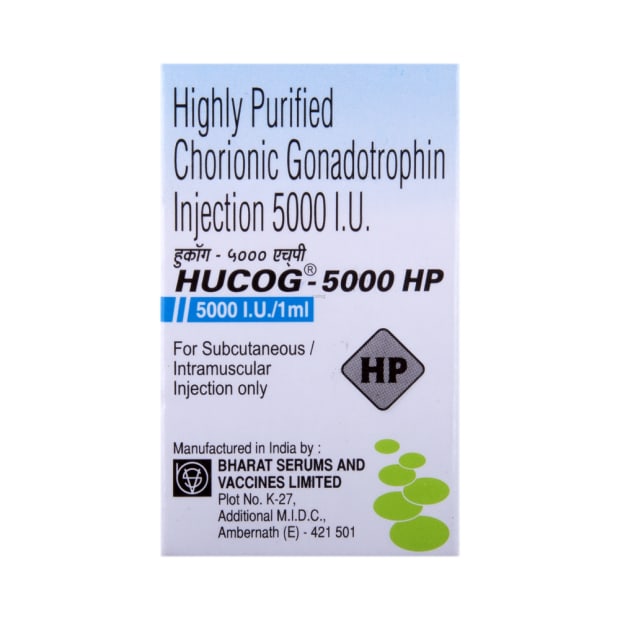 Highly Purified
Chorionic Gonadotrophin
Injection 5000 I.U.
हुकॉग - ५००० एच्पी
HUCOG® - 5000 HP
5000 I.U./1ml
For Subcutaneous /
Intramuscular
Injection only
HP
Manufactured in India by :
BHARAT SERUMS AND
VACCINES LIMITED
Plot No. K-27,
Additional M.I.D.C.,
Ambernath (E) - 421 501